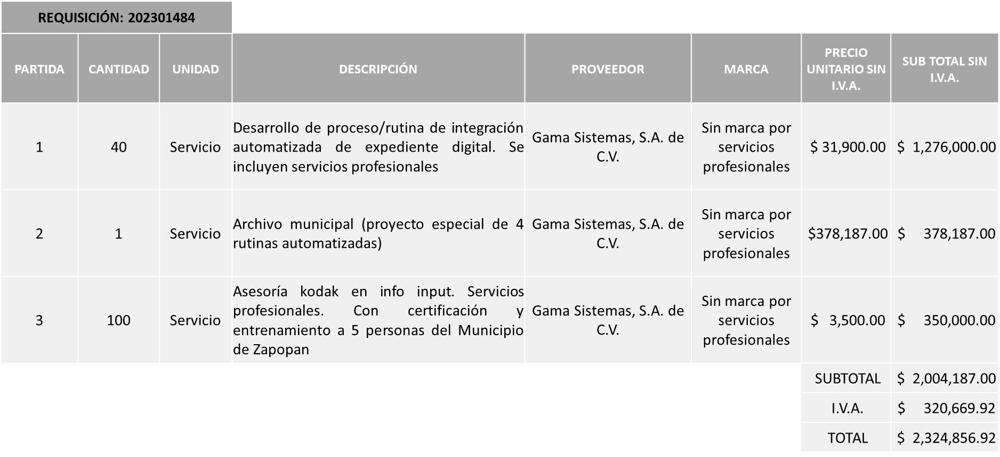 REQUISICIÓN: 202301484
PARTIDA CANTIDAD UNIDAD DESCRIPCIÓN PROVEEDOR MARCA PRECIO UNITARIO SIN I.V.A. SUB TOTAL SIN I.V.A.
1 40 Servicio
Desarrollo de proceso/rutina de integración
automatizada de expediente digital. Se
incluyen servicios profesionales
Gama Sistemas, S.A. de
C.V.
Sin marca por
servicios
profesionales
$ 31,900.00 $ 1,276,000.00
2 1 Servicio
Archivo municipal (proyecto especial de 4
rutinas automatizadas)
Gama Sistemas, S.A. de
C.V.
Sin marca por
servicios
profesionales
$378,187.00 $ 378,187.00
3 100 Servicio
Asesoría kodak en info input. Servicios
profesionales. Con certificación y
entrenamiento a 5 personas del Municipio
de Zapopan
Gama Sistemas, S.A. de
C.V.
Sin marca por
servicios
profesionales
$ 3,500.00 $ 350,000.00
SUBTOTAL $ 2,004,187.00
I.V.A. $ 320,669.92
TOTAL $ 2,324,856.92